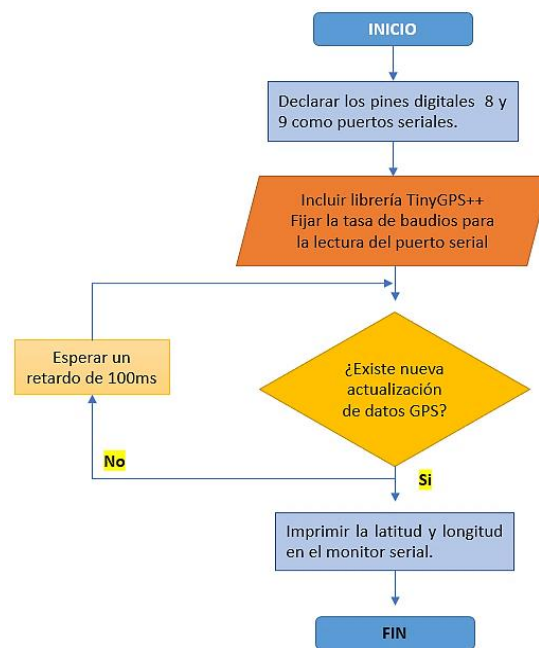 INICIO
Declarar los pines digitales 8 y
9 como puertos seriales.
Incluir librería TinyGPS++
Fijar la tasa de baudios para
la lectura del puerto serial
Esperar un
retardo de 100ms
¿Existe nueva
actualización
de datos GPS?
No
Si
Imprimir la latitud y longitud
en el monitor serial.
FIN